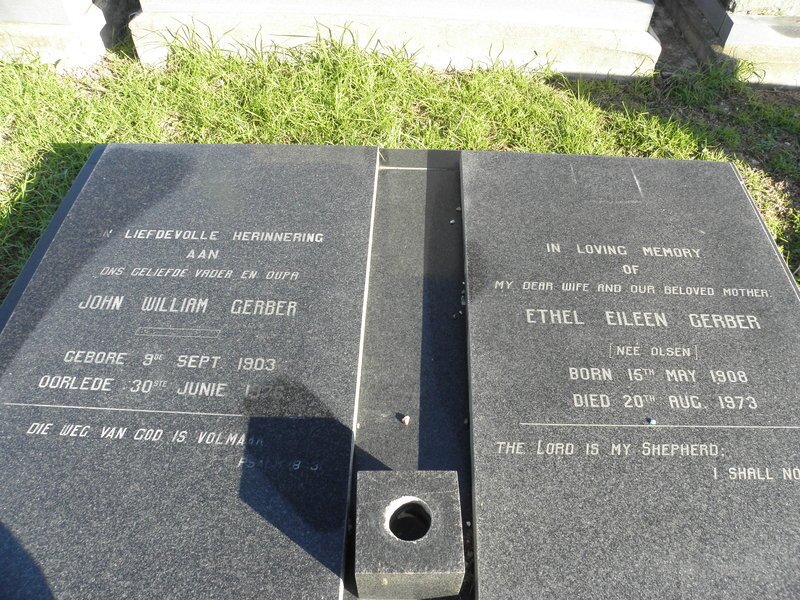 LIEFDEVOLLE HERINNERING
AAN
ONS GELIEFDE VADER EN OUPA
JOHN WILLIAM GERBER
GEBORE 9DE SEPT. 1903
OORLEDE 30STE JUNIE
DIE WEG VAN GOD IS
IN LOVING MEMORY
OF
MY DEAR WIFE AND OUR BELOVED MOTHER
ETHEL EILEEN GERBER
[NEE OLSEN]
BORN 15TH MAY 1908
DIED 20TH AUG. 1973
THE LORD IS MY SHEPHERD;
I SHALL